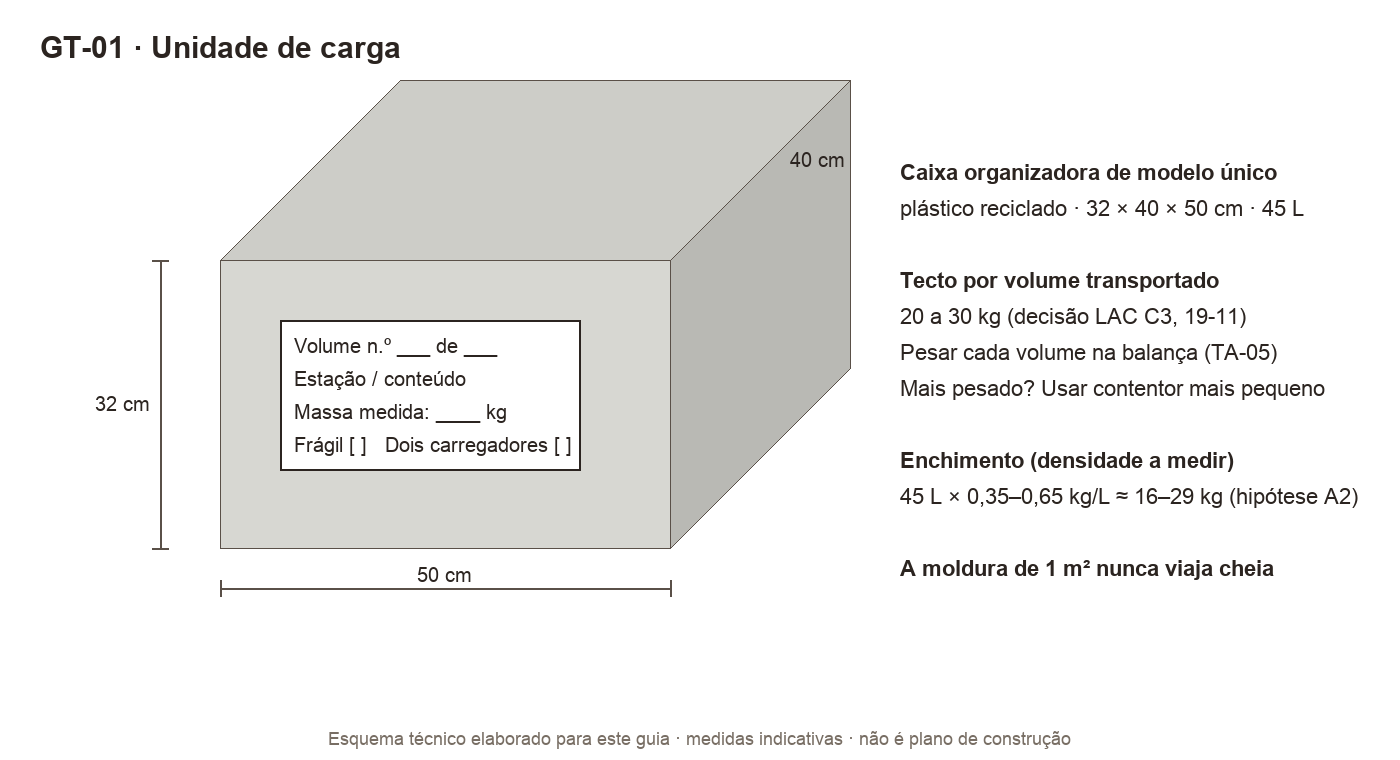 GT-01 · Unidade de carga
40 cm
32 cm
Volume n.º ___ de ___
Estação / conteúdo
Massa medida: ____ kg
Frágil [ ] Dois carregadores [ ]
50 cm
Caixa organizadora de modelo único
plástico reciclado · 32 × 40 × 50 cm · 45 L
Tecto por volume transportado
20 a 30 kg (decisão LAC C3, 19-11)
Pesar cada volume na balança (TA-05)
Mais pesado? Usar contentor mais pequeno
Enchimento (densidade a medir)
45 L × 0,35–0,65 kg/L ≈ 16–29 kg (hipótese A2)
A moldura de 1 m² nunca viaja cheia
Esquema técnico elaborado para este guia · medidas indicativas · não é plano de construção